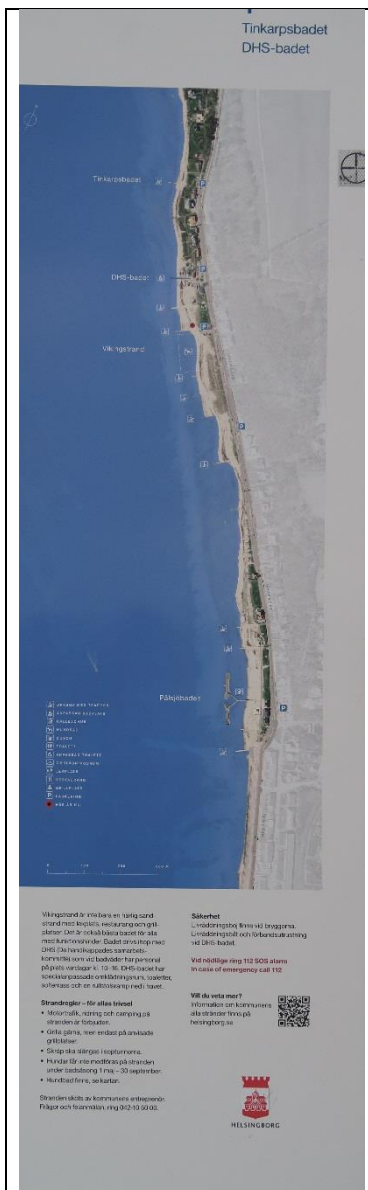 Tinkarpsbadet
DHS-badet
Tinkarpsbadet
DHS-badet
Vikingstrand
Pålsjöbaden
TOALETT
Vikingstrand är inte bara en härlig sand-
strand med lekplats, restaurang och grill-
platser. Det är också bästa badet för alla
med funktionshinder. Badet drivs ihop med
DHS (De handikappades samarbets-
kommitté) som vid badväder har personal
på plats vardagar kl. 10–16. DHS-badet har
specialanpassade omklädningsrum, toaletter,
solterrass och en rullstolsramp ned i havet.
Strandregler – för allas trivsel
• Motortrafik, ridning och camping på
stranden är förbjuden.
• Grilla gärna, men endast på anvisade
grillplatser.
• Skräp ska slängas i soptunnorna.
• Hundar får inte medföras på stranden
under badsäsong 1 maj – 30 september.
• Hundbad finns, se kartan.
Stranden sköts av kommunens entreprenör.
Frågor och felanmälan, ring 042-10 50 00.
Säkerhet
Livräddningsboj finns vid bryggorna.
Livräddningsbåt och förbandsutrustning
vid DHS-badet.
Vid nödläge ring 112 SOS alarm
In case of emergency call 112
Vill du veta mer?
Information om kommunens
alla stränder finns på
helsingborg.se
HELSINGBORG